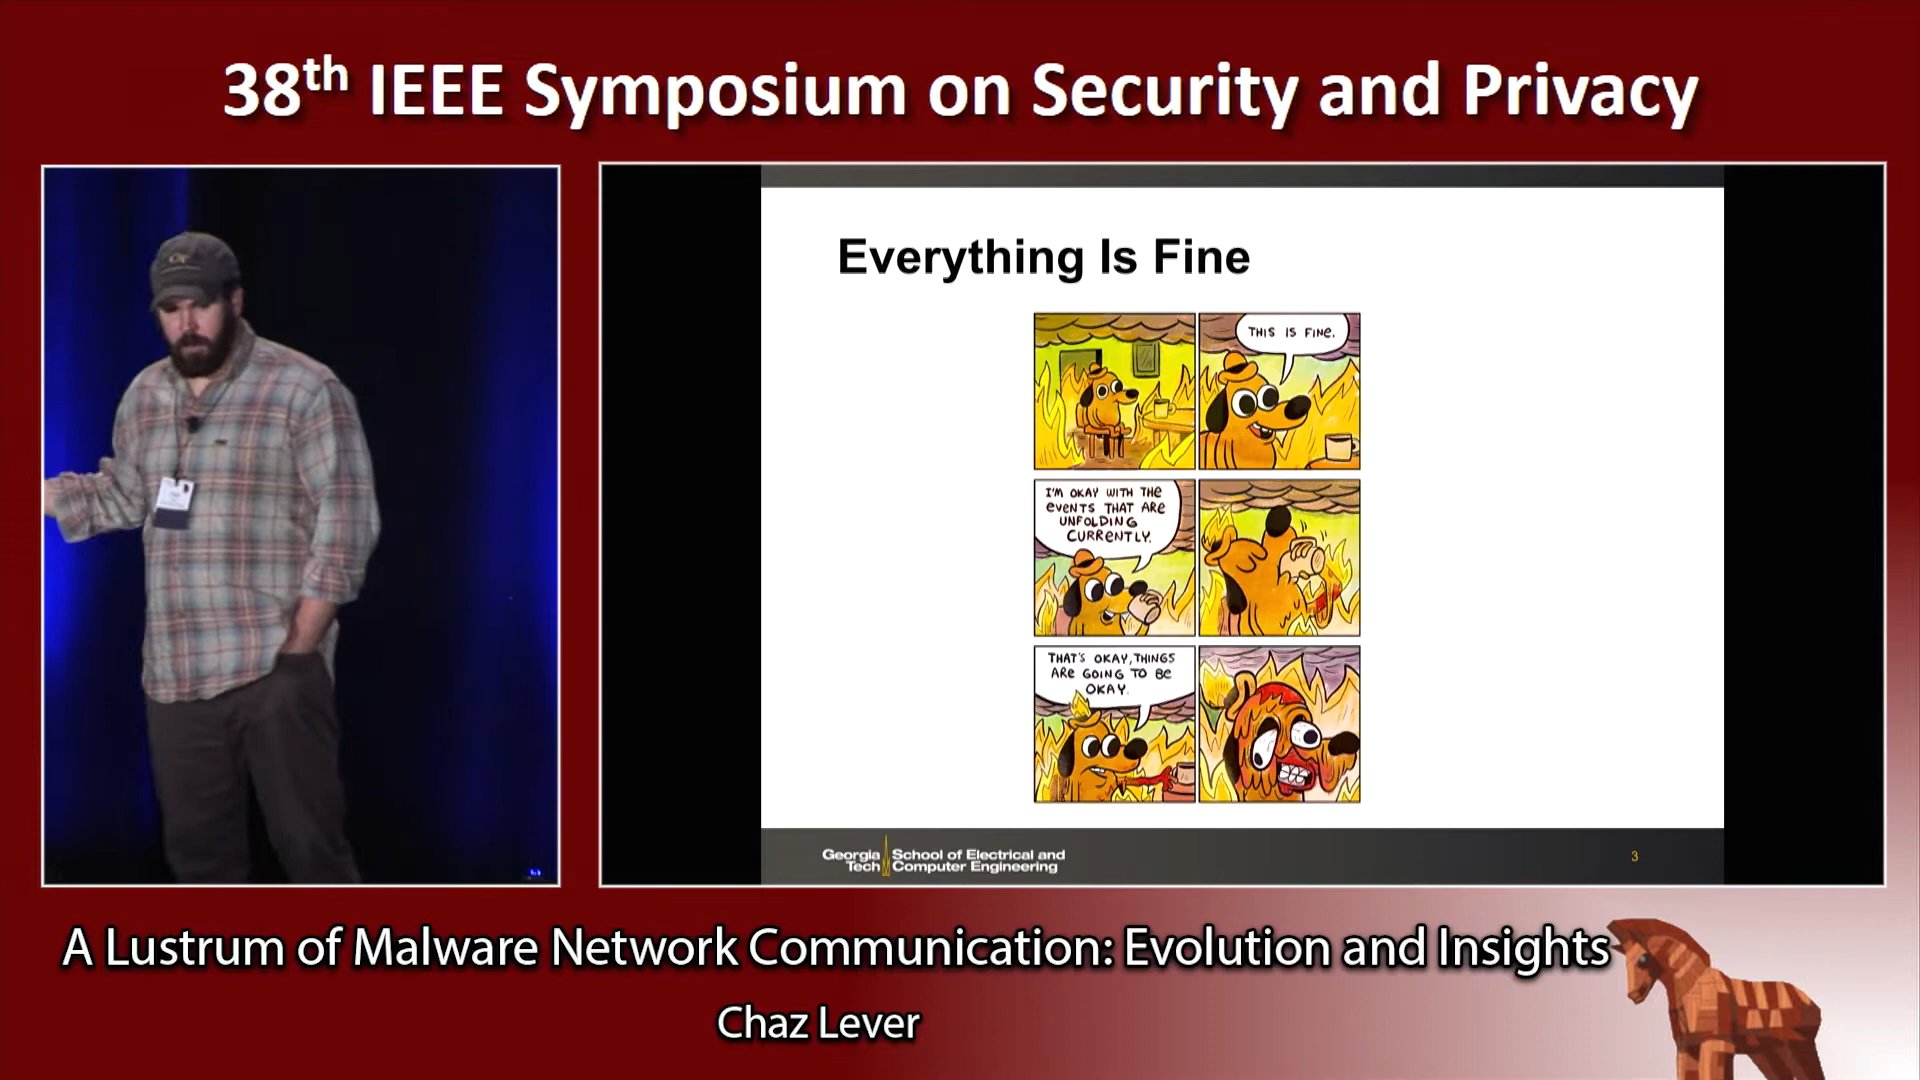 38th IEEE Symposium on Security and Privacy
Everything Is Fine
THIS IS FINE.
I'M OKAY WITH THE
EVENTS THAT ARE
UNFOLDING
CURRENTLY.
THAT'S OKAY, THINGS
ARE GOING TO BE
OKAY.
Georgia Tech
School of Electrical and
Computer Engineering
3
A Lustrum of Malware Network Communication: Evolution and Insights
Chaz Lever